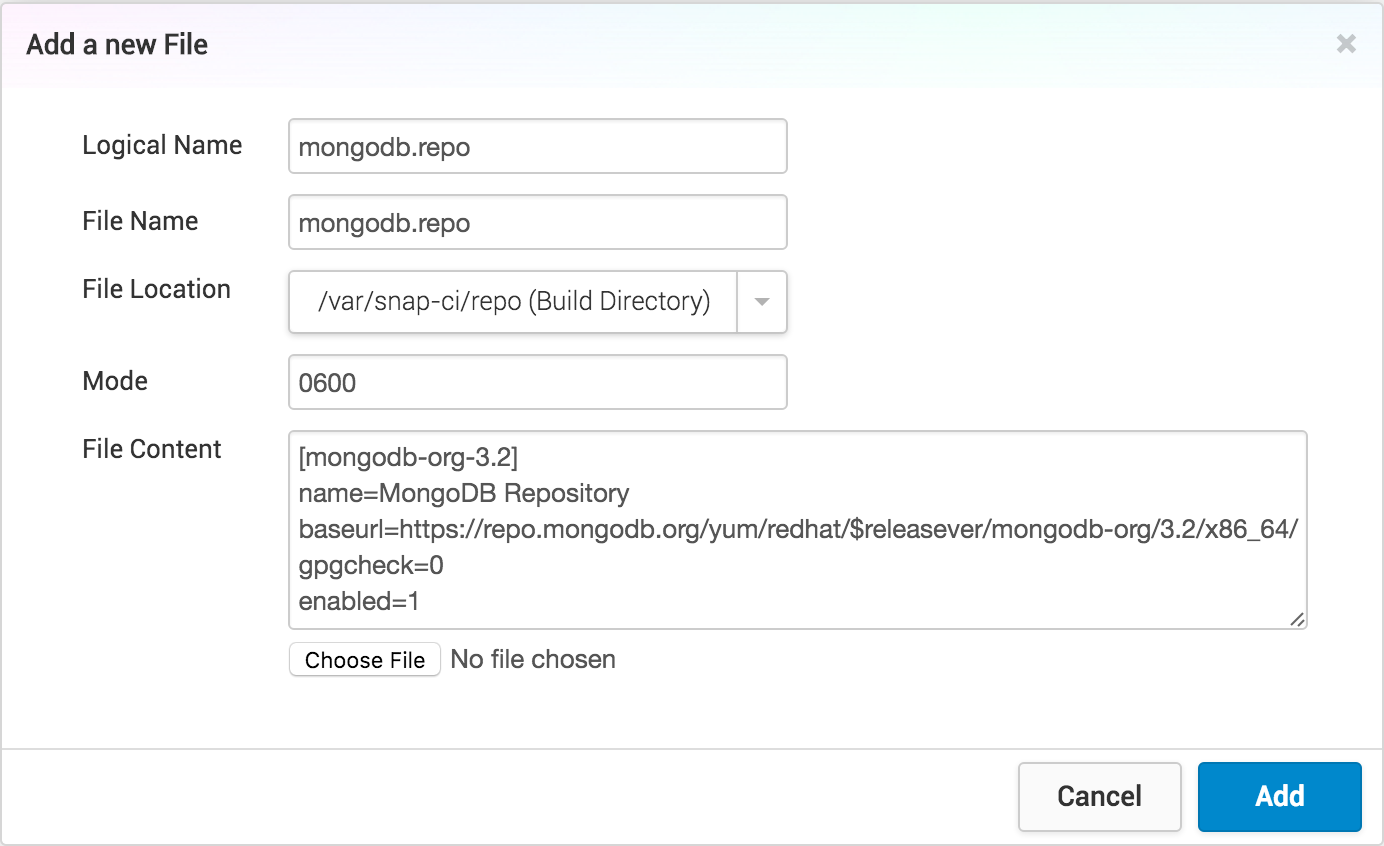 Add a new File
Logical Name
mongodb.repo
File Name
mongodb.repo
File Location
/var/snap-ci/repo (Build Directory)
Mode
0600
File Content
[mongodb-org-3.2]
name=MongoDB Repository
baseurl=https://repo.mongodb.org/yum/redhat/$releasever/mongodb-org/3.2/x86_64/
gpgcheck=0
enabled=1
Choose File No file chosen
Cancel Add